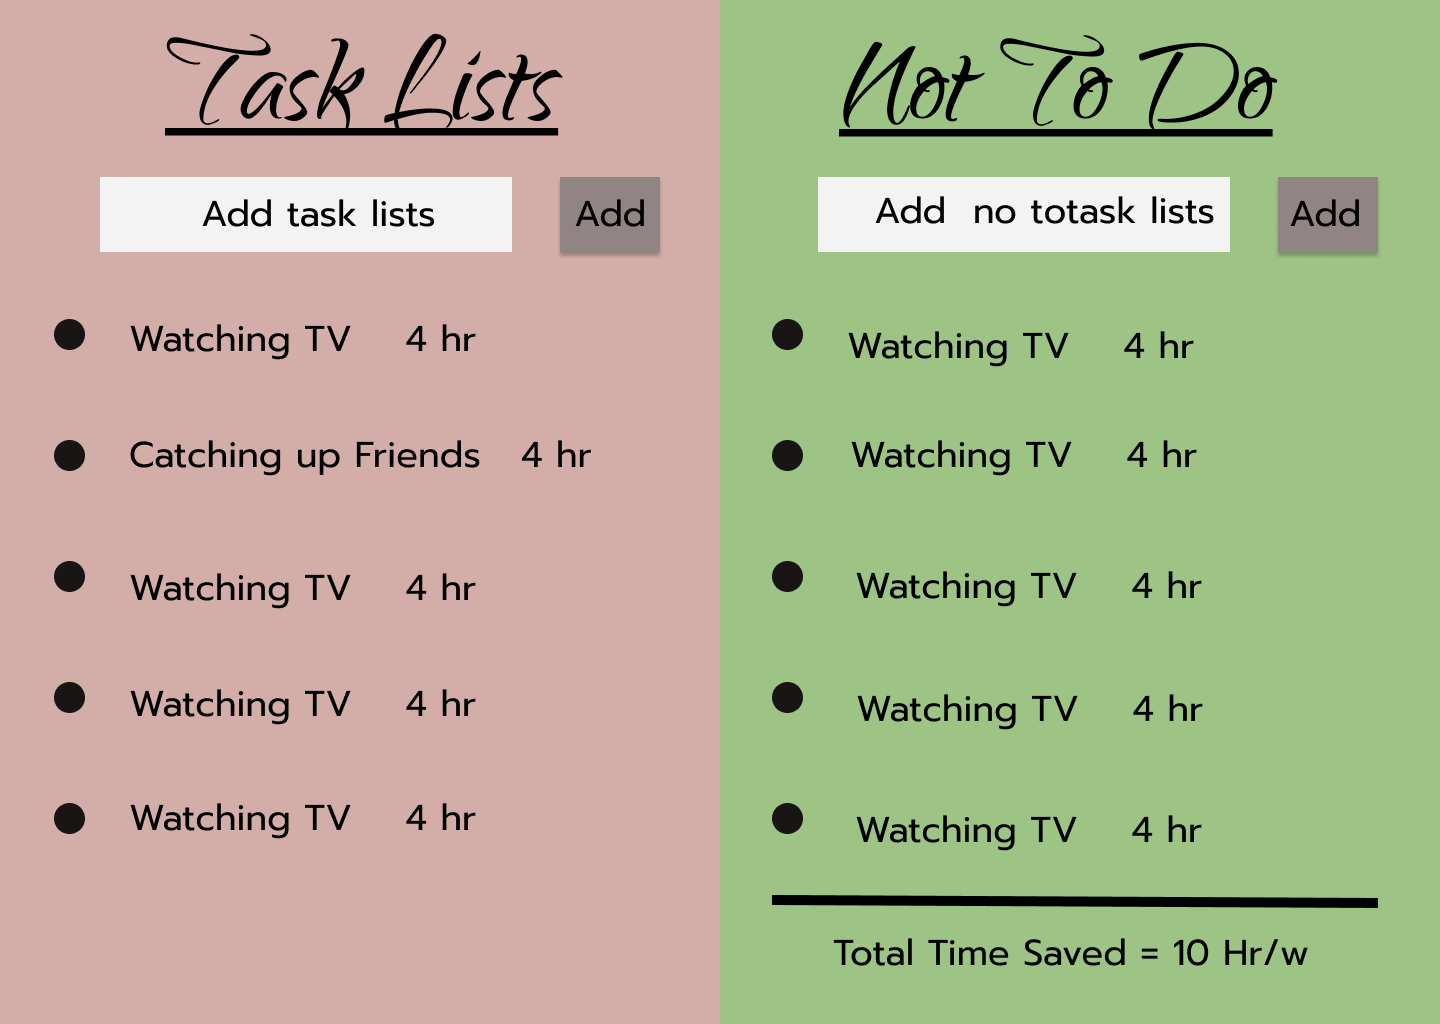 Task Lists
Add task lists
Add
Watching TV 4 hr
Catching up Friends 4 hr
Watching TV 4 hr
Watching TV 4 hr
Watching TV 4 hr
Not To Do
Add no totask lists
Add
Watching TV 4 hr
Watching TV 4 hr
Watching TV 4 hr
Watching TV 4 hr
Watching TV 4 hr
Total Time Saved = 10 Hr/w